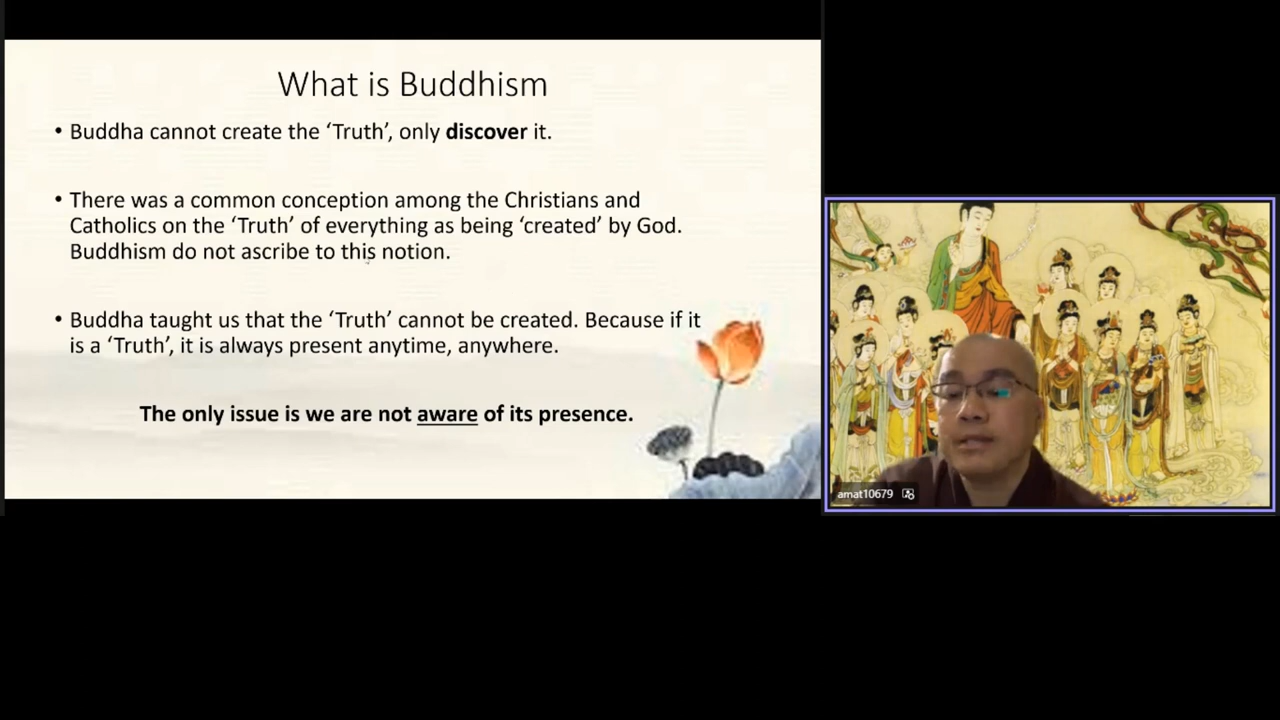 What is Buddhism
• Buddha cannot create the ‘Truth’, only discover it.
• There was a common conception among the Christians and
Catholics on the ‘Truth’ of everything as being ‘created’ by God.
Buddhism do not ascribe to this notion.
• Buddha taught us that the ‘Truth’ cannot be created. Because if it
is a ‘Truth’, it is always present anytime, anywhere.
The only issue is we are not aware of its presence.
amat10679